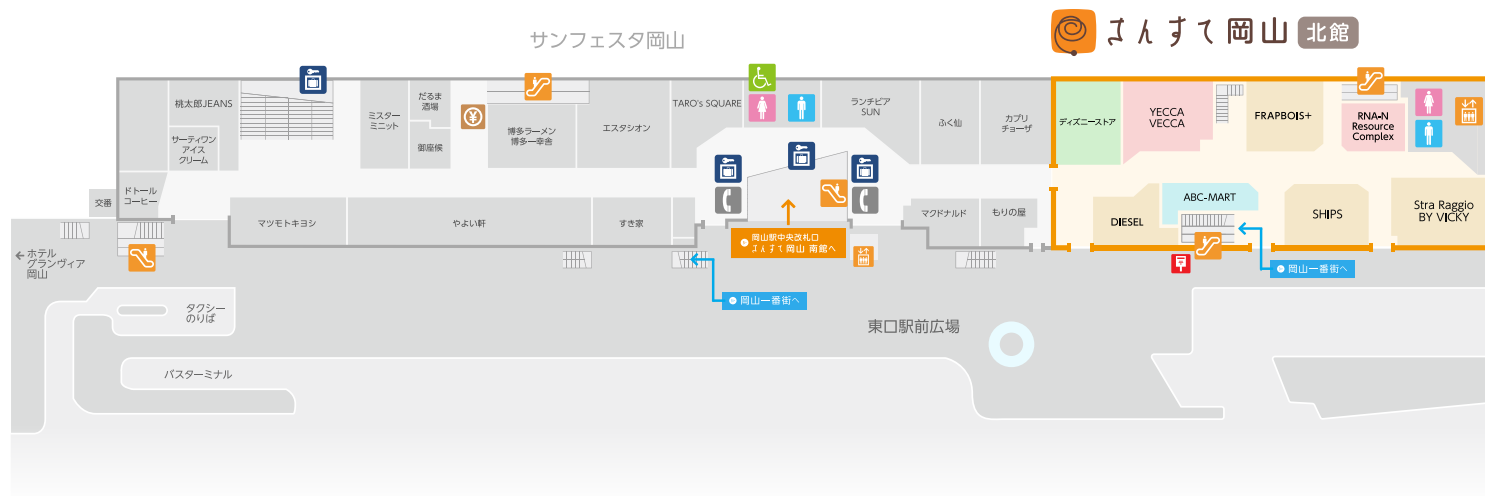 サンフェスタ岡山
さんすて岡山 北館
桃太郎JEANS
サーティワン
アイス
クリーム
ドトール
コーヒー
交番
ミスター
ミニット
だるま
酒場
御座候
博多ラーメン
博多一幸舎
エスタシオン
TARO's SQUARE
ランチピア
SUN
ふく仙
カプリ
チョーザ
ディズニーストア
YECCA
VECCA
FRAPBOIS+
RNA-N
Resource
Complex
マツモトキヨシ
やよい軒
すき家
マクドナルド
もりの屋
DIESEL
ABC-MART
SHIPS
Stra Raggio
BY VICKY
岡山駅中央改札口
さんすて岡山 南館へ
岡山一番街へ
岡山一番街へ
←ホテル
グランヴィア
岡山
タクシー
のりば
バスターミナル
東口駅前広場